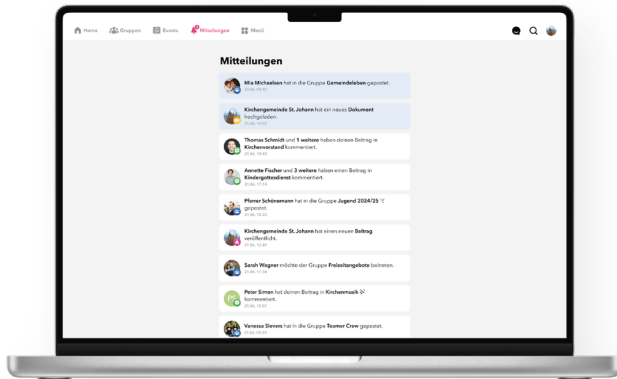 Home Gruppen Events Mitteilungen Menü
Mitteilungen
Mia Michaelsen hat in die Gruppe Gemeindeleben gepostet.
Kirchengemeinde St. Johann hat ein neues Dokument
hochgeladen.
Thomas Schmidt und 1 weitere haben deinen Beitrag in
Kirchenvorstand kommentiert.
Annette Fischer und 3 weitere haben einen Beitrag in
Kindergottesdienst kommentiert.
Pfarrer Schönemann hat in die Gruppe Jugend 2024/25
gepostet.
Kirchengemeinde St. Johann hat einen neuen Beitrag
veröffentlicht.
Sarah Wagner möchte der Gruppe Freizeitangebote beitreten.
Peter Simon hat deinen Beitrag in Kirchenmusik
kommentiert.
Vanessa Sievers hat in die Gruppe Teamer Crew gepostet.